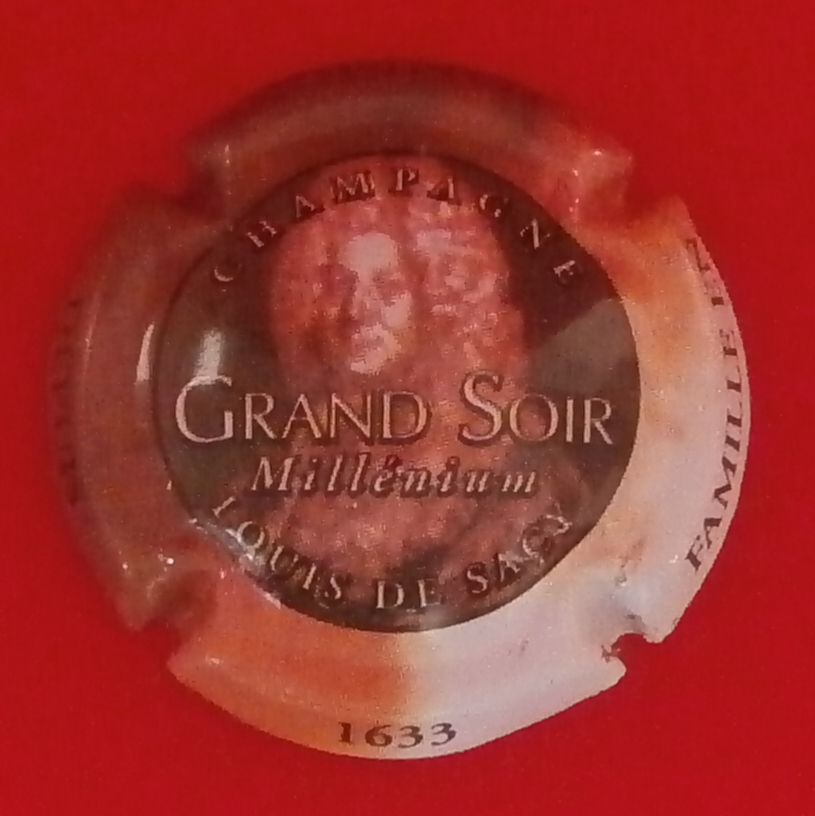 CHAMPAGNE
GRAND SOIR
Millénium
LOUIS DE SACY
FAMILLE
1633